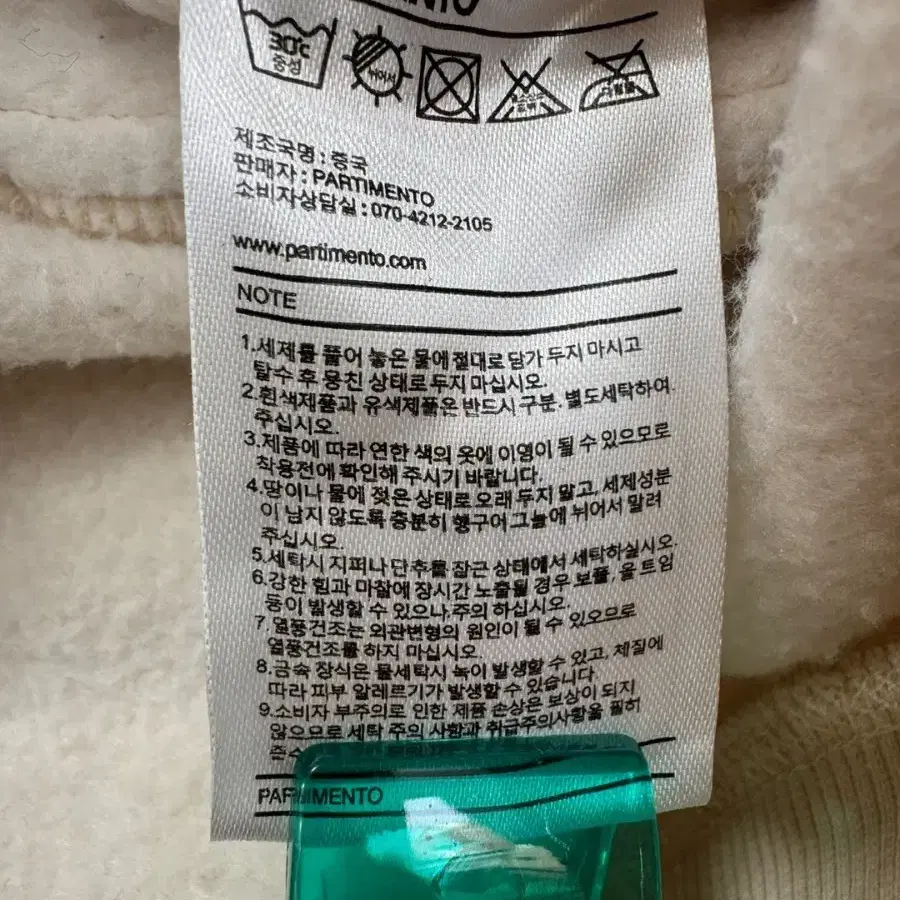 30℃
중성
뉘어서
제조국명 : 중국
판매자 : PARTIMENTO
소비자상담실 : 070-4212-2105
www.partimento.com
NOTE
1.세제를 풀어 놓은 물에 절대로 담가 두지 마시고
탈수 후 뭉친 상태로 두지 마십시오.
2.흰색제품과 유색제품은 반드시 구분. 별도세탁하여.
주십시오.
3.제품에 따라 연한 색의 옷에 이염이 될 수 있으므로
착용전에 확인해 주시기 바랍니다.
4.땅이나 물에 젖은 상태로 오래 두지 말고, 세제성분
이 남지 않도록 충분히 행구어 그늘에 뉘어서 말려
주십시오.
5.세탁시 지퍼나 단추를 잠근 상태에서 세탁하실시오.
6.강한 힘과 마찰에 장시간 노출될 경우 보풀, 올 트임
등이 발생할 수 있으나 주의 하십시오.
7.열풍건조는 외관변형의 원인이 될 수 있으므로
열풍건조를 하지 마십시오.
8.금속 장식은 물세탁시 녹이 발생할 수 있고, 체질에
따라 피부 알레르기가 발생할 수 있습니다.
9.소비자 부주의로 인한 제품 손상은 보상이 되지
않으므로 세탁 주의 사항과 취급주의사항을 필히
준수
PARTIMENTO